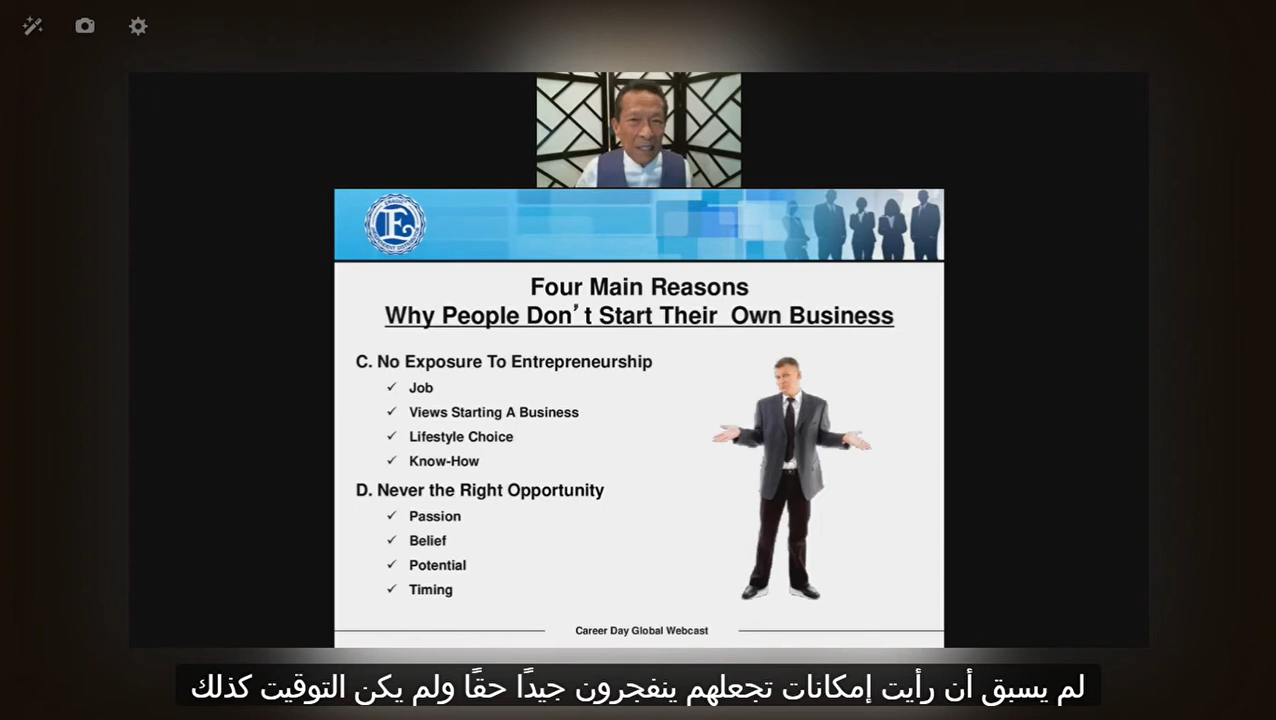 E
Four Main Reasons
Why People Don’t Start Their Own Business
C. No Exposure To Entrepreneurship
✓ Job
✓ Views Starting A Business
✓ Lifestyle Choice
✓ Know-How
D. Never the Right Opportunity
✓ Passion
✓ Belief
✓ Potential
✓ Timing
Career Day Global Webcast
لم يسبق أن رأيت إمكانات تجعلهم ينفجرون جيدًا حقًا ولم يكن التوقيت كذلك